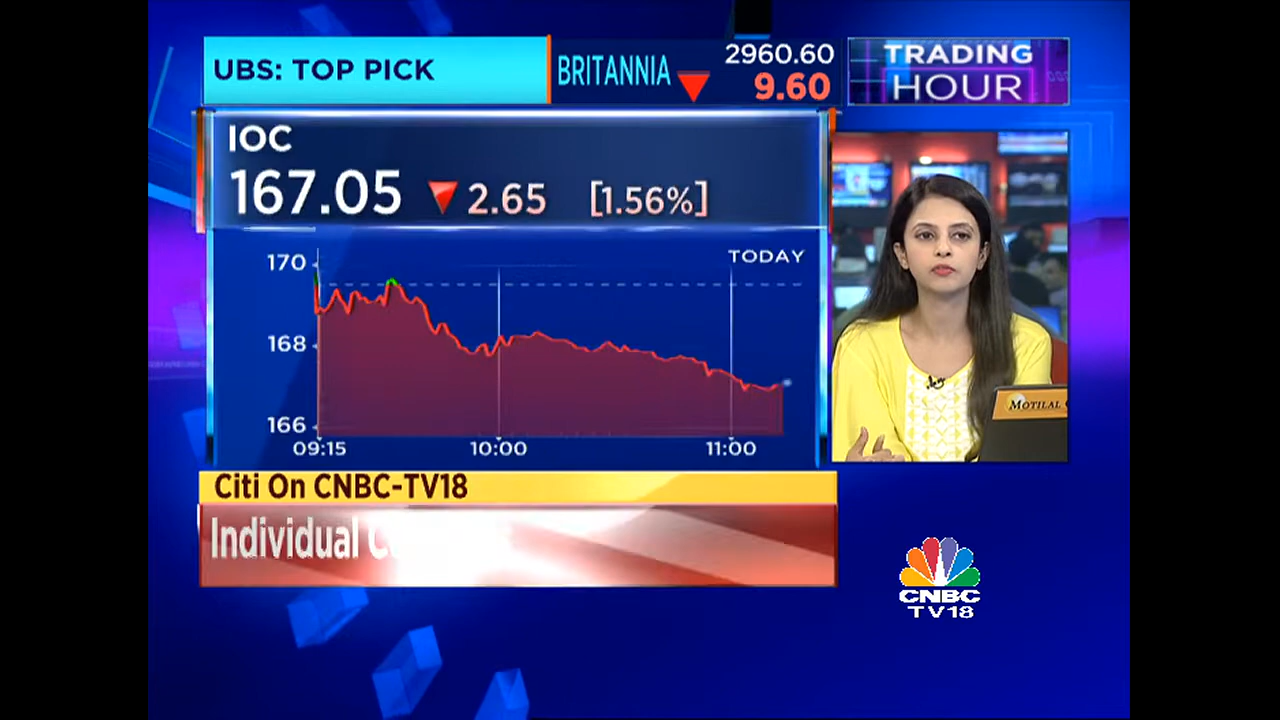 UBS: TOP PICK
BRITANNIA
2960.60
9.60
TRADING
HOUR
IOC
167.05 2.65 [1.56%]
TODAY
170
168
166
09:15 10:00 11:00
MOTILAL
Citi On CNBC-TV18
Individual
CNBC
TV18